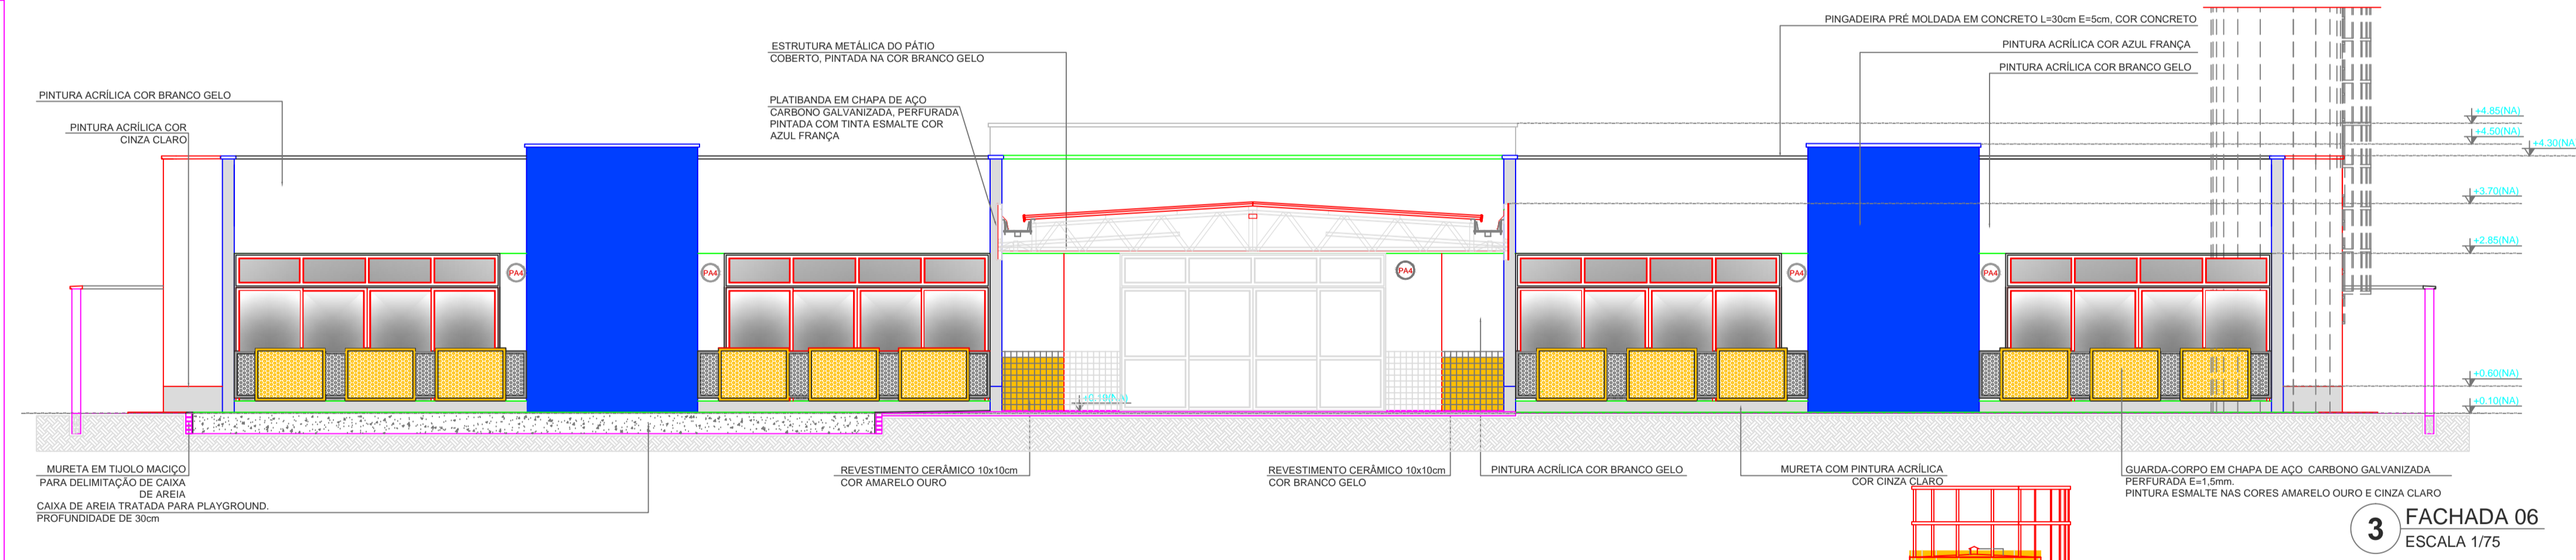 PINGADEIRA PRÉ MOLDADA EM CONCRETO L=30cm E=5cm, COR CONCRETO
ESTRUTURA METÁLICA DO PÁTIO
COBERTO, PINTADA NA COR BRANCO GELO
PINTURA ACRÍLICA COR AZUL FRANÇA
PINTURA ACRÍLICA COR BRANCO GELO
PINTURA ACRÍLICA COR BRANCO GELO
PLATIBANDA EM CHAPA DE AÇO
CARBONO GALVANIZADA, PERFURADA
PINTADA COM TINTA ESMALTE COR
AZUL FRANÇA
PINTURA ACRÍLICA COR
CINZA CLARO
+4.85(NA)
+4.50(NA)
+4.30(NA)
+3.70(NA)
+2.85(NA)
PA4
PA4
PA4
PA4
PA4
+0.60(NA)
+0.10(NA)
+0.10(NA)
MURETA EM TIJOLO MACIÇO
PARA DELIMITAÇÃO DE CAIXA
DE AREIA
CAIXA DE AREIA TRATADA PARA PLAYGROUND.
PROFUNDIDADE DE 30cm
REVESTIMENTO CERÂMICO 10x10cm
COR AMARELO OURO
REVESTIMENTO CERÂMICO 10x10cm
COR BRANCO GELO
PINTURA ACRÍLICA COR BRANCO GELO
MURETA COM PINTURA ACRÍLICA
COR CINZA CLARO
GUARDA-CORPO EM CHAPA DE AÇO CARBONO GALVANIZADA
PERFURADA E=1,5mm.
PINTURA ESMALTE NAS CORES AMARELO OURO E CINZA CLARO
3 FACHADA 06
ESCALA 1/75